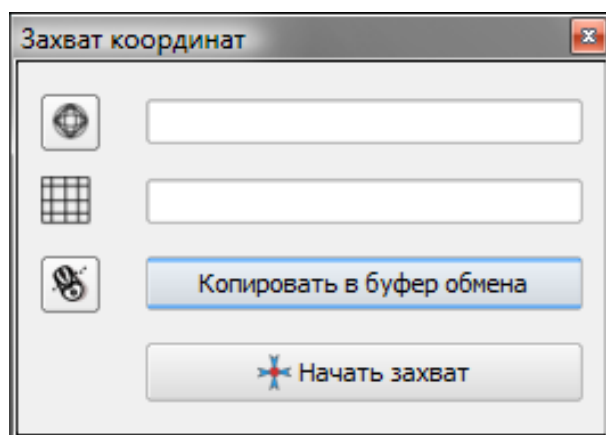 Захват координат
Копировать в буфер обмена
Начать захват